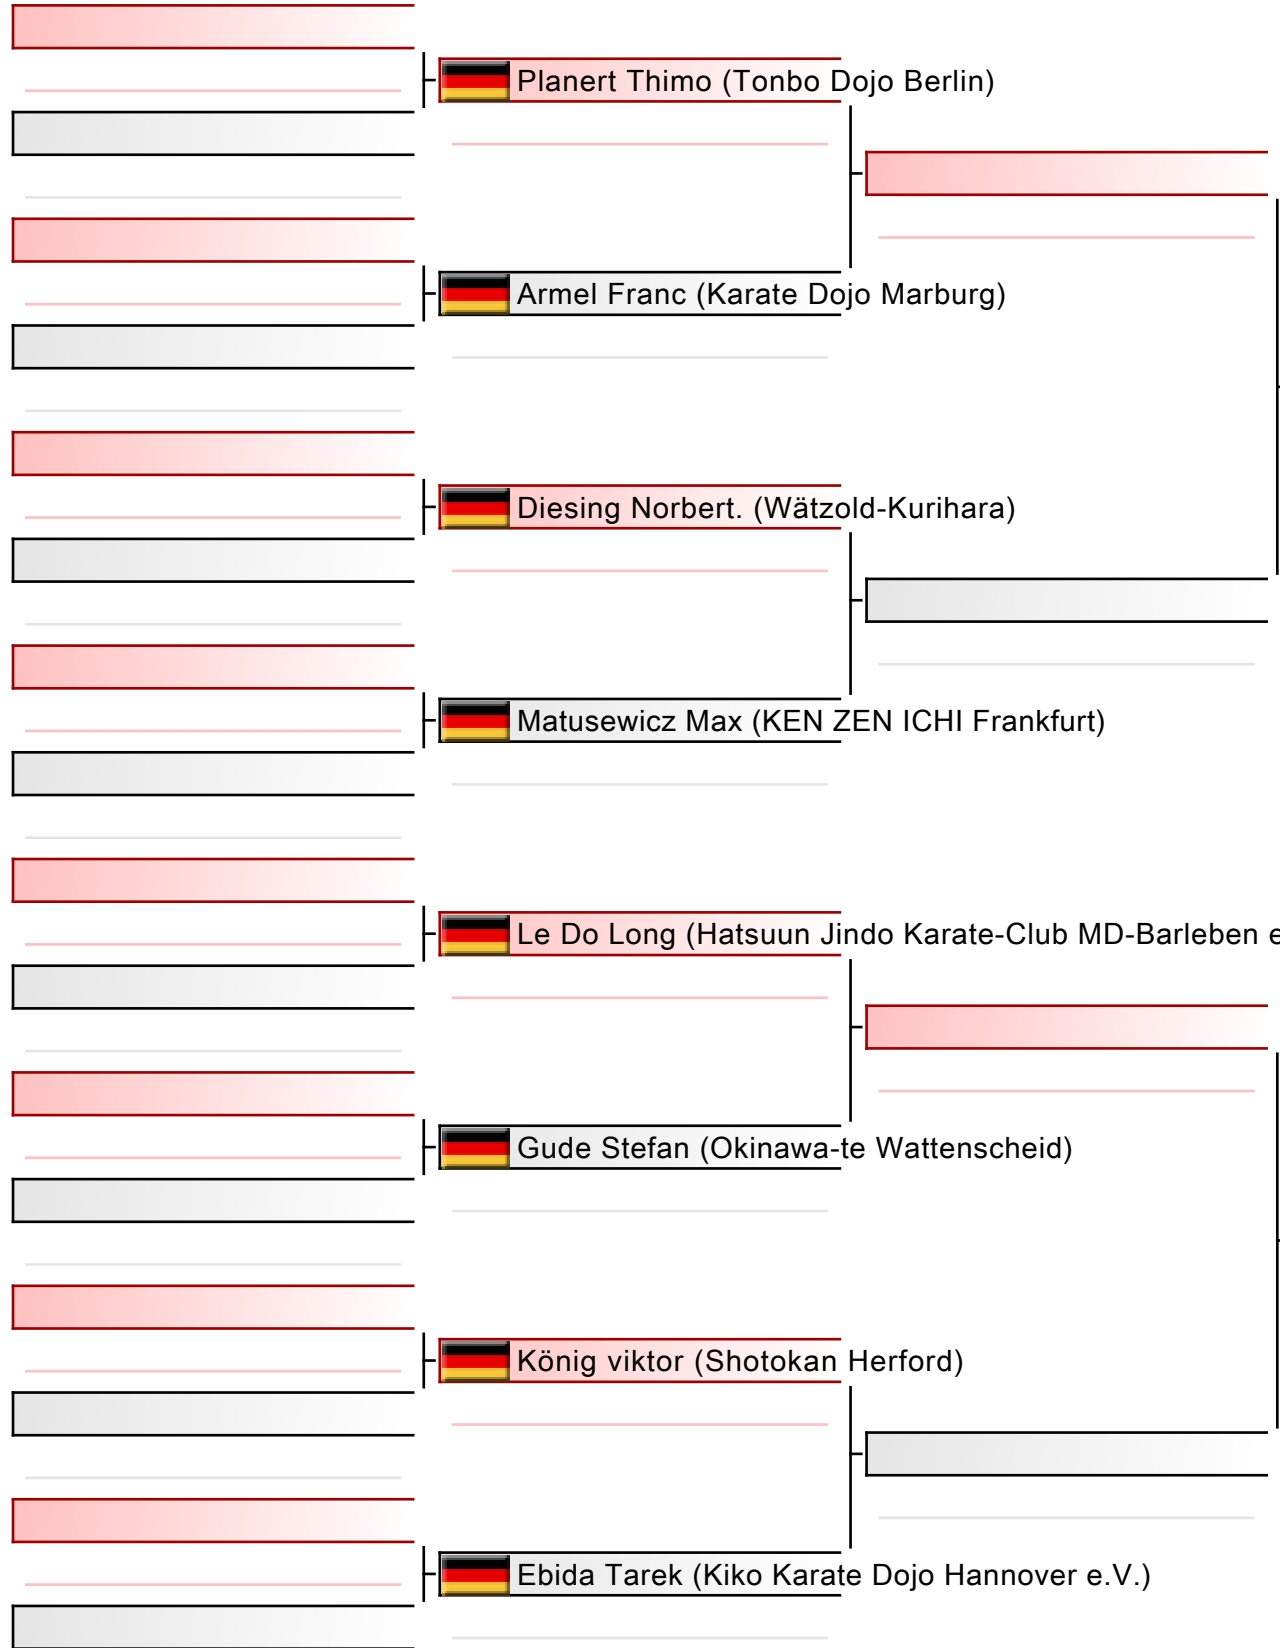 Planert Thimo (Tonbo Dojo Berlin)
Armel Franc (Karate Dojo Marburg)
Diesing Norbert. (Wätzold-Kurihara)
Matusewicz Max (KEN ZEN ICHI Frankfurt)
Le Do Long (Hatsuun Jindo Karate-Club MD-Barleben e
Gude Stefan (Okinawa-te Wattenscheid)
König viktor (Shotokan Herford)
Ebida Tarek (Kiko Karate Dojo Hannover e.V.)